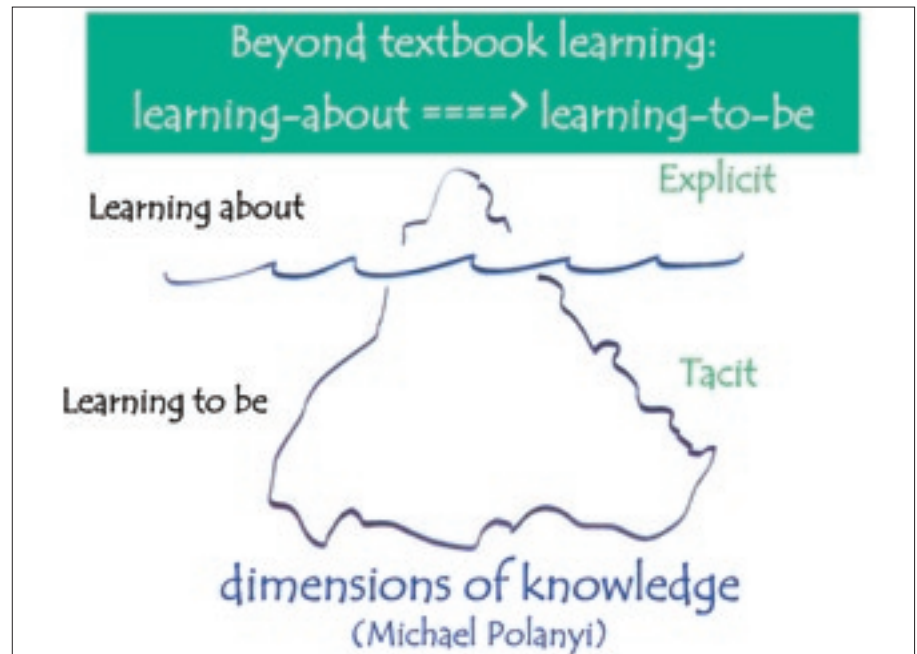 Beyond textbook learning:
learning-about ====> learning-to-be
Explicit
Learning about
Tacit
Learning to be
dimensions of knowledge
(Michael Polanyi)